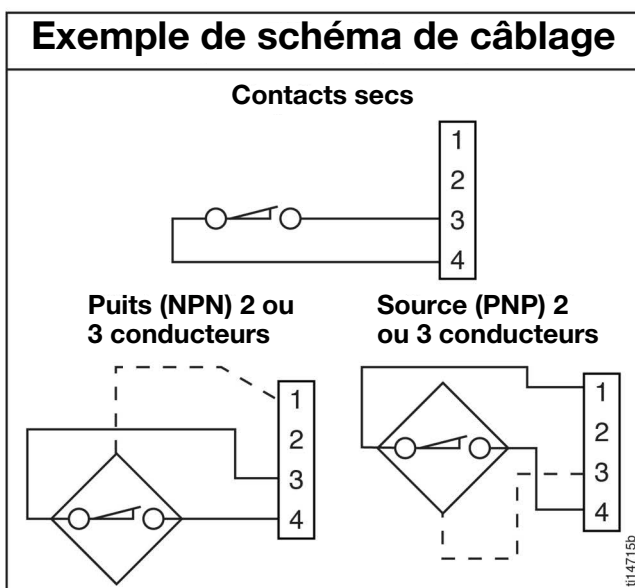 Exemple de schéma de câblage
Contacts secs
1
2
3
4
Puits (NPN) 2 ou
3 conducteurs
1
2
3
4
Source (PNP) 2
ou 3 conducteurs
1
2
3
4
ti14715b